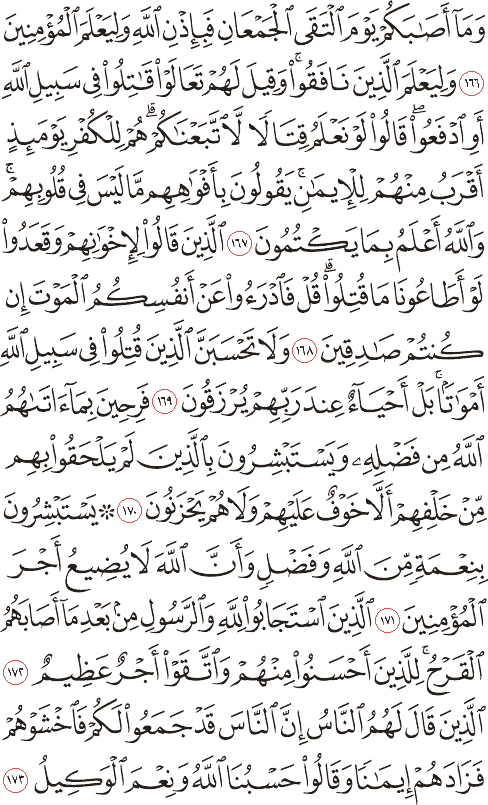 وَمَآ أَصَٰبَكُمۡ يَوۡمَ ٱلۡتَقَى ٱلۡجَمۡعَانِ فَبِإِذۡنِ ٱللَّهِ وَلِيَعۡلَمَ ٱلۡمُؤۡمِنِينَ
١٦٦ وَلِيَعۡلَمَ ٱلَّذِينَ نَافَقُواْۚ وَقِيلَ لَهُمۡ تَعَالَوۡاْ قَٰتِلُواْ فِي سَبِيلِ ٱللَّهِ
أَوِ ٱدۡفَعُواْۖ قَالُواْ لَوۡ نَعۡلَمُ قِتَالٗا لَّٱتَّبَعۡنَٰكُمۡۗ هُمۡ لِلۡكُفۡرِ يَوۡمَئِذٍ
أَقۡرَبُ مِنۡهُمۡ لِلۡإِيمَٰنِۚ يَقُولُونَ بِأَفۡوَٰهِهِم مَّا لَيۡسَ فِي قُلُوبِهِمۡۚ
وَٱللَّهُ أَعۡلَمُ بِمَا يَكۡتُمُونَ ١٦٧ ٱلَّذِينَ قَالُواْ لِإِخۡوَٰنِهِمۡ وَقَعَدُواْ
لَوۡ أَطَاعُونَا مَا قُتِلُواْۗ قُلۡ فَٱدۡرَءُواْ عَنۡ أَنفُسِكُمُ ٱلۡمَوۡتَ إِن
كُنتُمۡ صَٰدِقِينَ ١٦٨ وَلَا تَحۡسَبَنَّ ٱلَّذِينَ قُتِلُواْ فِي سَبِيلِ ٱللَّهِ
أَمۡوَٰتَۢاۚ بَلۡ أَحۡيَآءٌ عِندَ رَبِّهِمۡ يُرۡزَقُونَ ١٦٩ فَرِحِينَ بِمَآ ءَاتَىٰهُمُ
ٱللَّهُ مِن فَضۡلِهِۦ وَيَسۡتَبۡشِرُونَ بِٱلَّذِينَ لَمۡ يَلۡحَقُواْ بِهِم
مِّنۡ خَلۡفِهِمۡ أَلَّا خَوۡفٌ عَلَيۡهِمۡ وَلَا هُمۡ يَحۡزَنُونَ ١٧٠ ۞ يَسۡتَبۡشِرُونَ
بِنِعۡمَةٖ مِّنَ ٱللَّهِ وَفَضۡلٖ وَأَنَّ ٱللَّهَ لَا يُضِيعُ أَجۡرَ
ٱلۡمُؤۡمِنِينَ ١٧١ ٱلَّذِينَ ٱسۡتَجَابُواْ لِلَّهِ وَٱلرَّسُولِ مِنۢ بَعۡدِ مَآ أَصَابَهُمُ
ٱلۡقَرۡحُۚ لِلَّذِينَ أَحۡسَنُواْ مِنۡهُمۡ وَٱتَّقَوۡاْ أَجۡرٌ عَظِيمٌ ١٧٢
ٱلَّذِينَ قَالَ لَهُمُ ٱلنَّاسُ إِنَّ ٱلنَّاسَ قَدۡ جَمَعُواْ لَكُمۡ فَٱخۡشَوۡهُمۡ
فَزَادَهُمۡ إِيمَٰنٗا وَقَالُواْ حَسۡبُنَا ٱللَّهُ وَنِعۡمَ ٱلۡوَكِيلُ ١٧٣